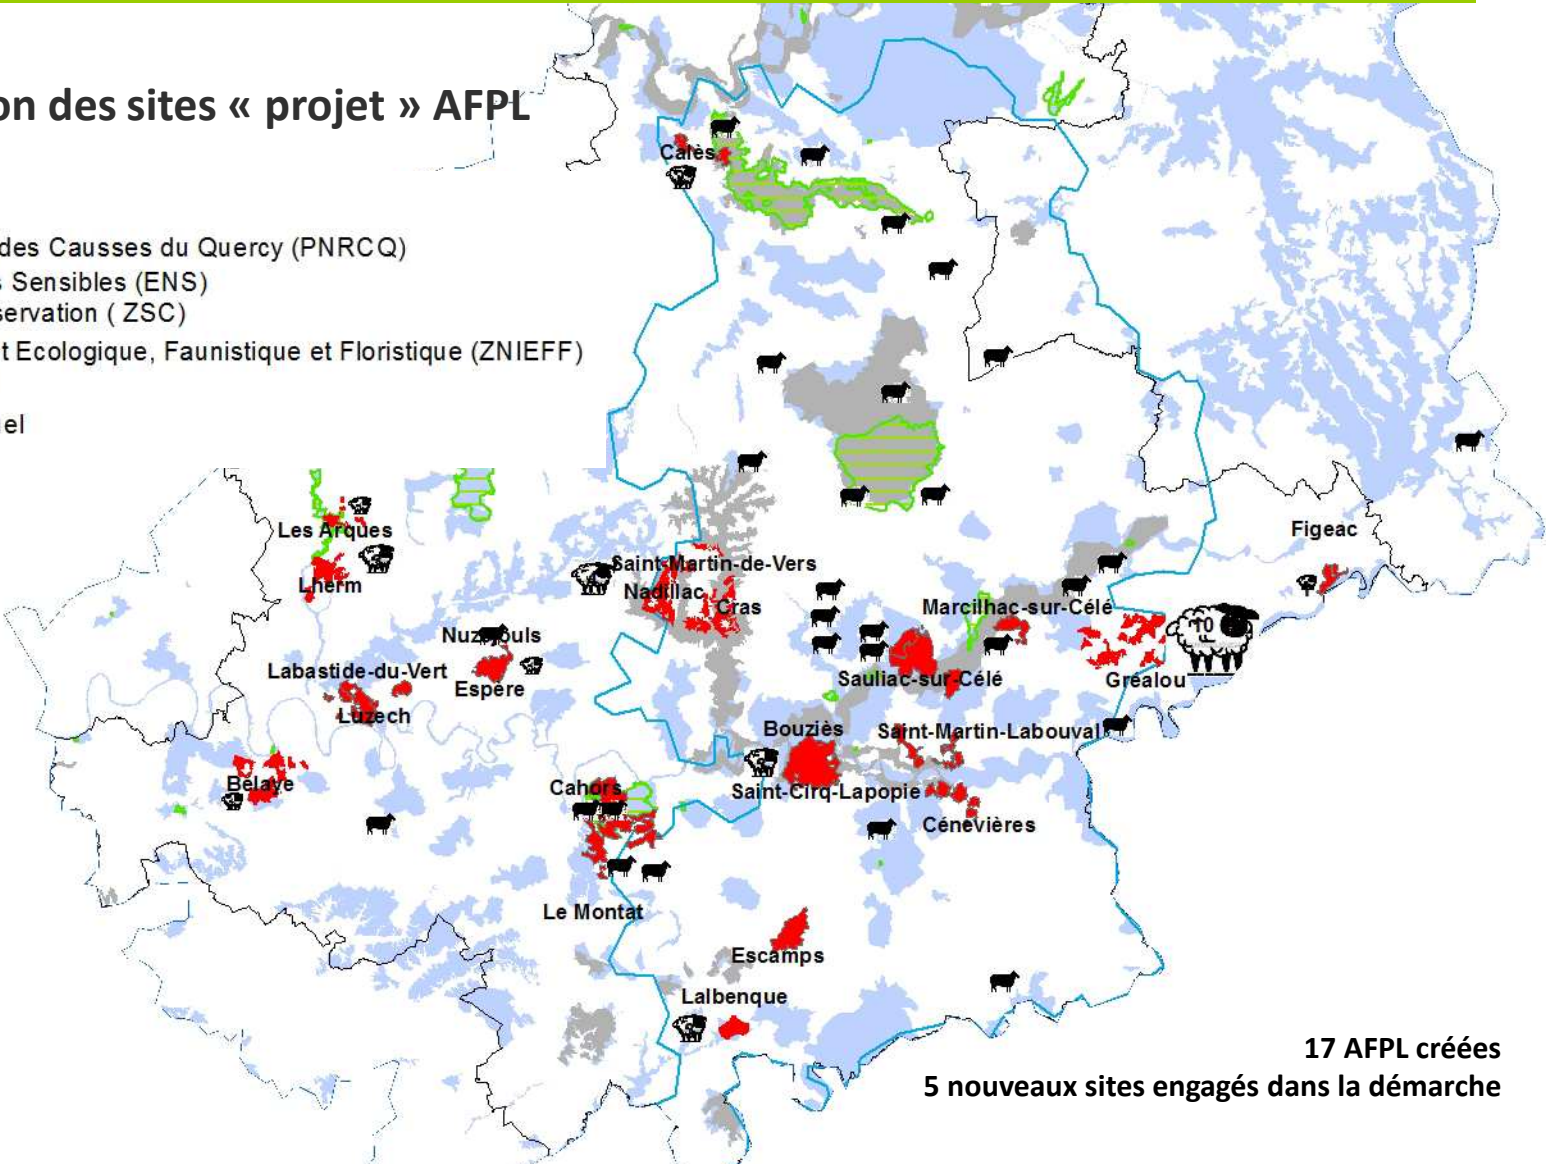 on des sites « projet » AFPL
des Causses du Quercy (PNRCQ)
s Sensibles (ENS)
servation ( ZSC)
t Ecologique, Faunistique et Floristique (ZNIEFF)
uel
Calès
Les Arques
Lherm
Saint-Martin-de-Vers
Nadillac
Cras
Figeac
Marcilhac-sur-Célé
10
Gréalou
Sauliac-sur-Célé
Espère
Labastide-du-Vert
Luzech
Bélaye
Bouziès
Saint-Martin-Labouval
Saint-Cirq-Lapopie
Cénevières
Cahors
Le Montat
Escamps
Lalbenque
17 AFPL créées
5 nouveaux sites engagés dans la démarche